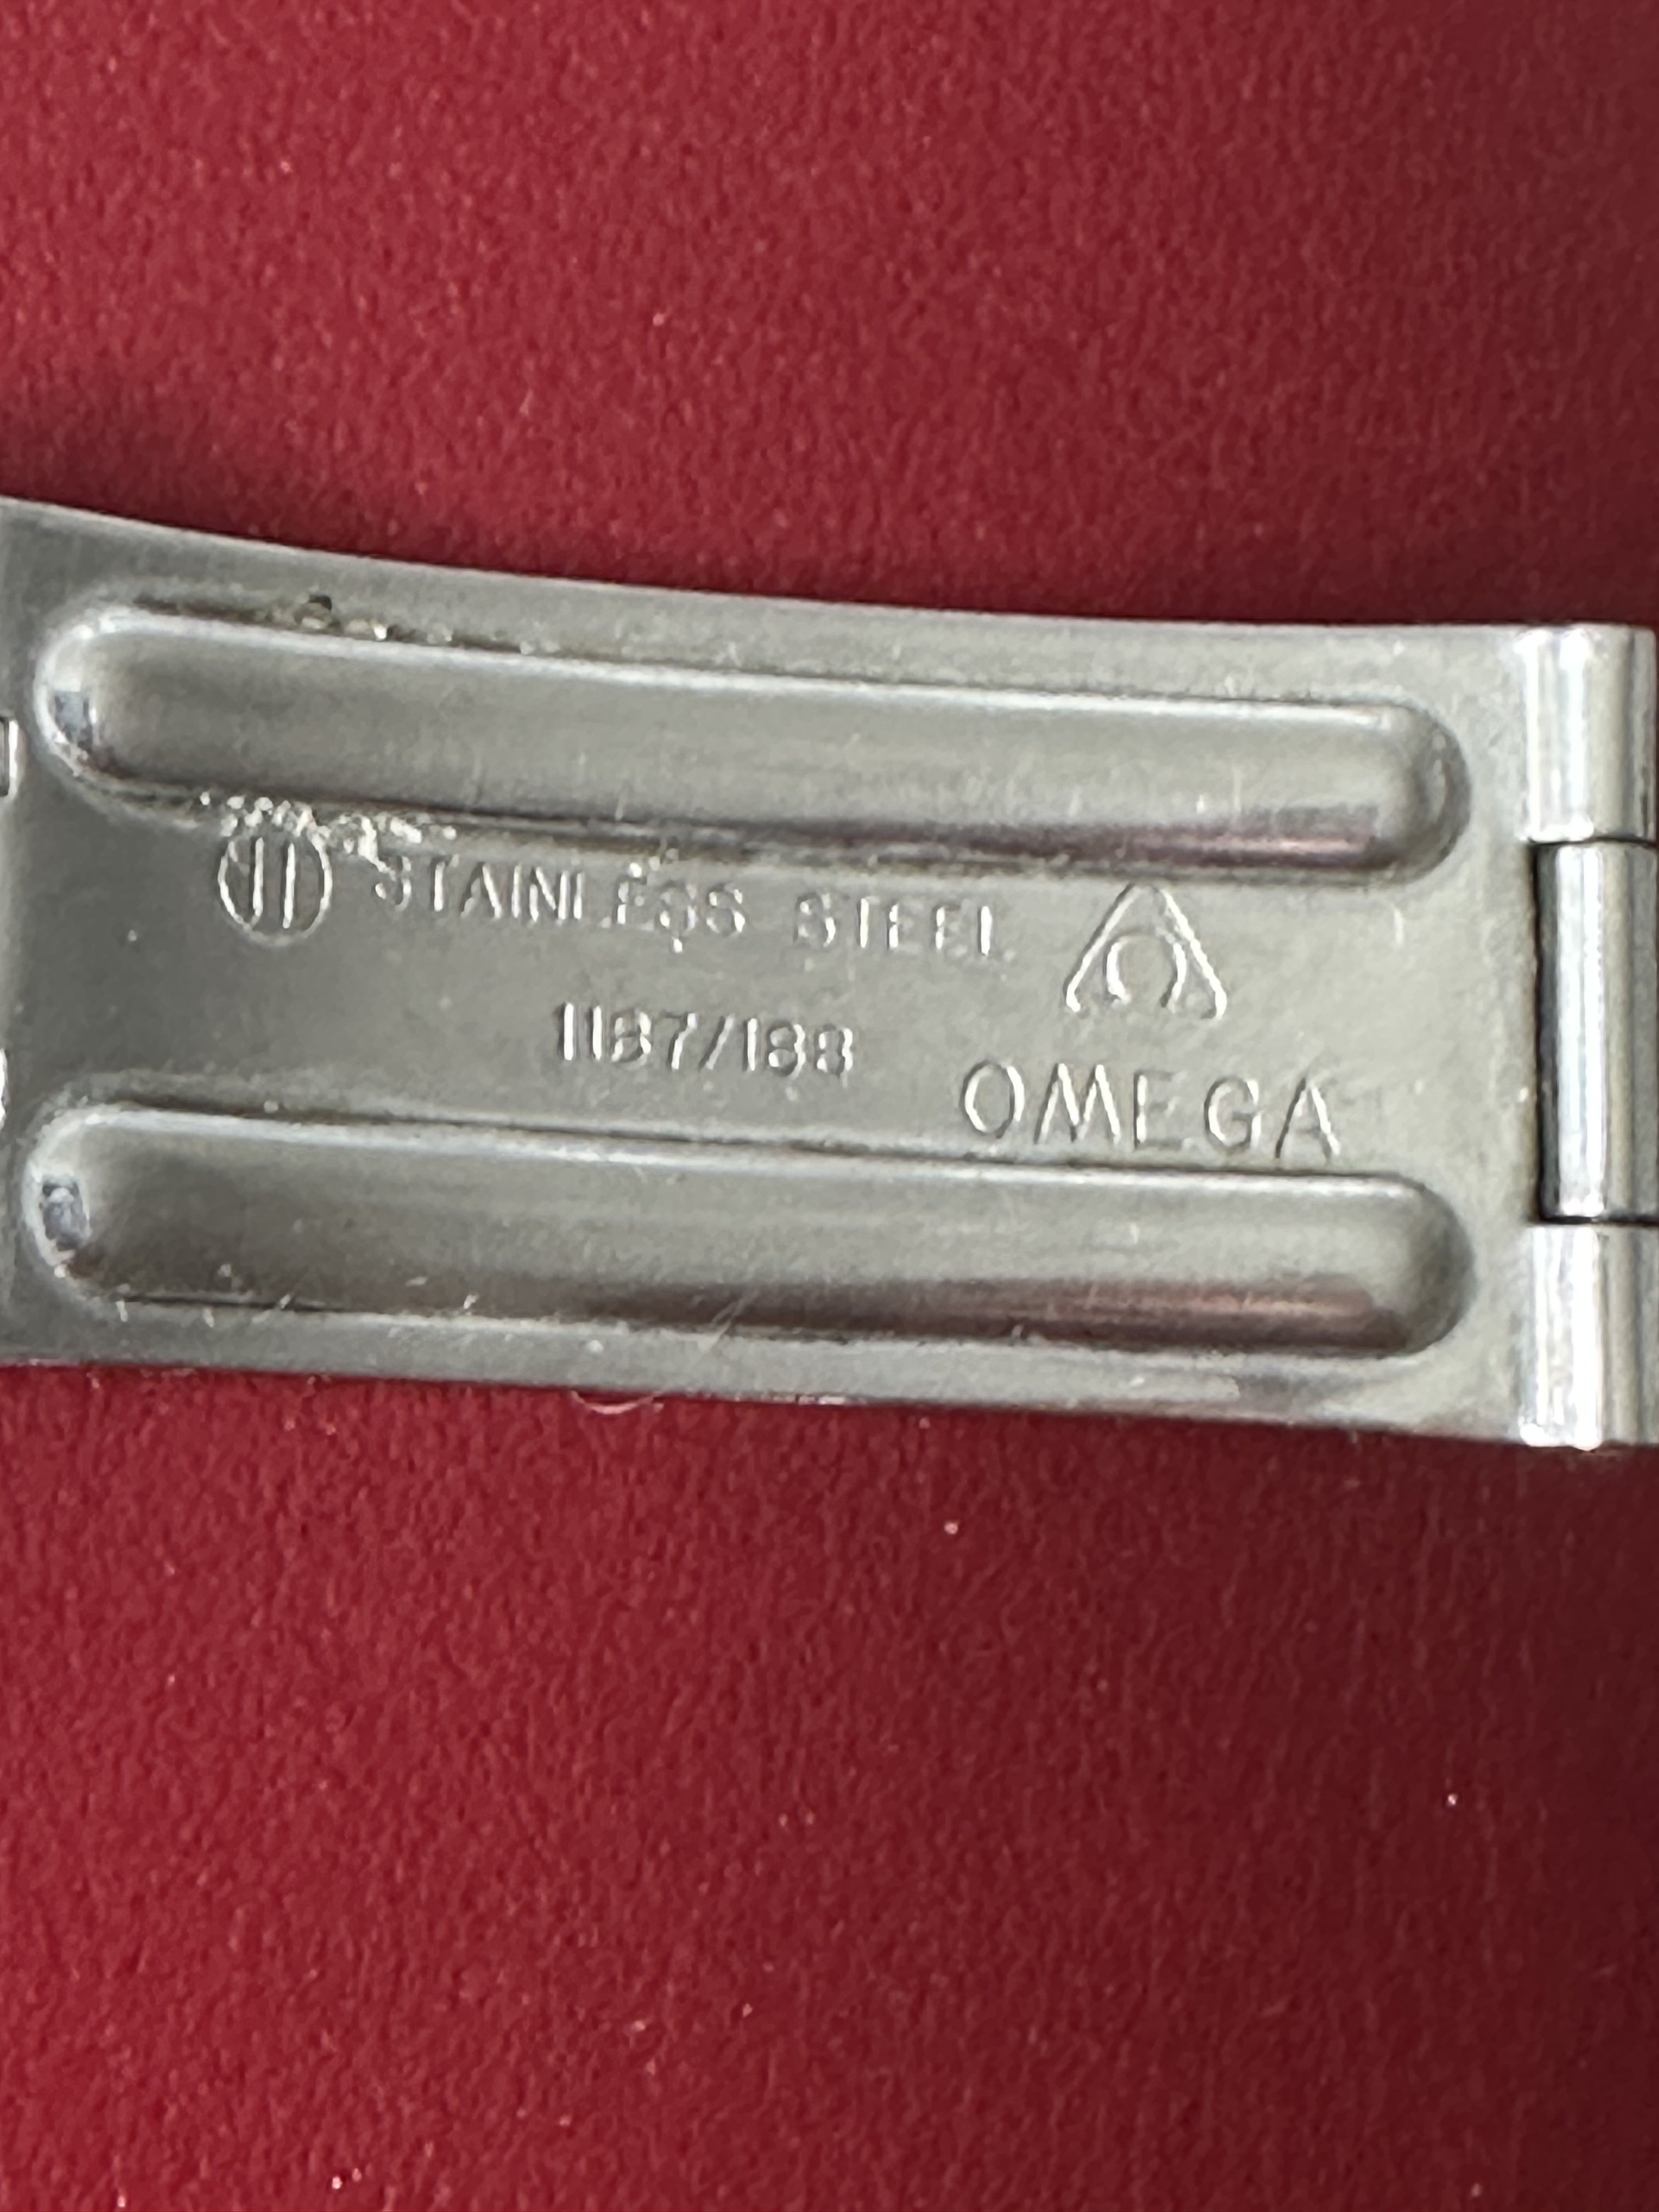 STAINLESS STEEL
1187/188
Ω
OMEGA